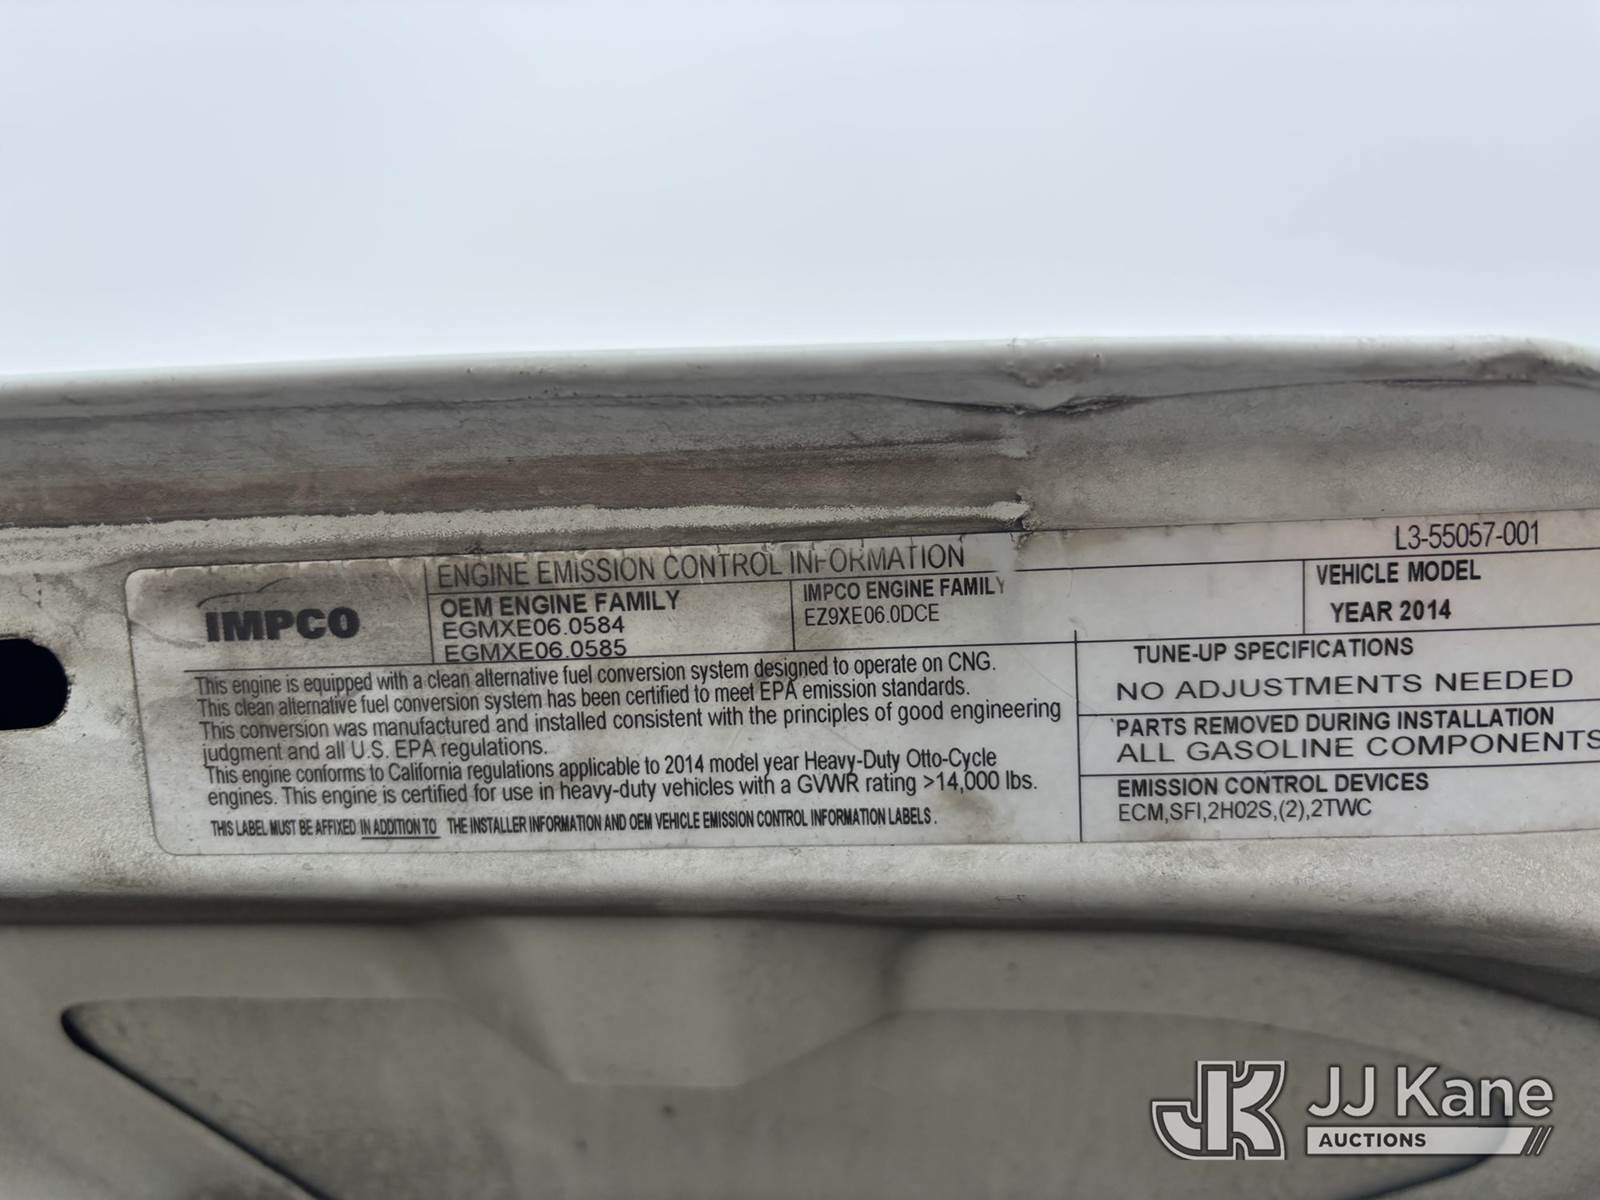 L3-55057-001
IMPCO
ENGINE EMISSION CONTROL INFORMATION
OEM ENGINE FAMILY
EGMXE06.0584
EGMXE06.0585
IMPCO ENGINE FAMILY
EZ9XE06.0DCE
VEHICLE MODEL
YEAR 2014
This engine is equipped with a clean alternative fuel conversion system designed to operate on CNG.
This clean alternative fuel conversion system has been certified to meet EPA emission standards.
This conversion was manufactured and installed consistent with the principles of good engineering
judgment and all U.S. EPA regulations.
This engine conforms to California regulations applicable to 2014 model year Heavy-Duty Otto-Cycle
engines. This engine is certified for use in heavy-duty vehicles with a GVWR rating >14,000 lbs.
THIS LABEL MUST BE AFFIXED IN ADDITION TO THE INSTALLER INFORMATION AND OEM VEHICLE EMISSION CONTROL INFORMATION LABELS.
TUNE-UP SPECIFICATIONS
NO ADJUSTMENTS NEEDED
PARTS REMOVED DURING INSTALLATION
ALL GASOLINE COMPONENTS
EMISSION CONTROL DEVICES
ECM,SFI,2H02S,(2),2TWC
JK JJ Kane
AUCTIONS